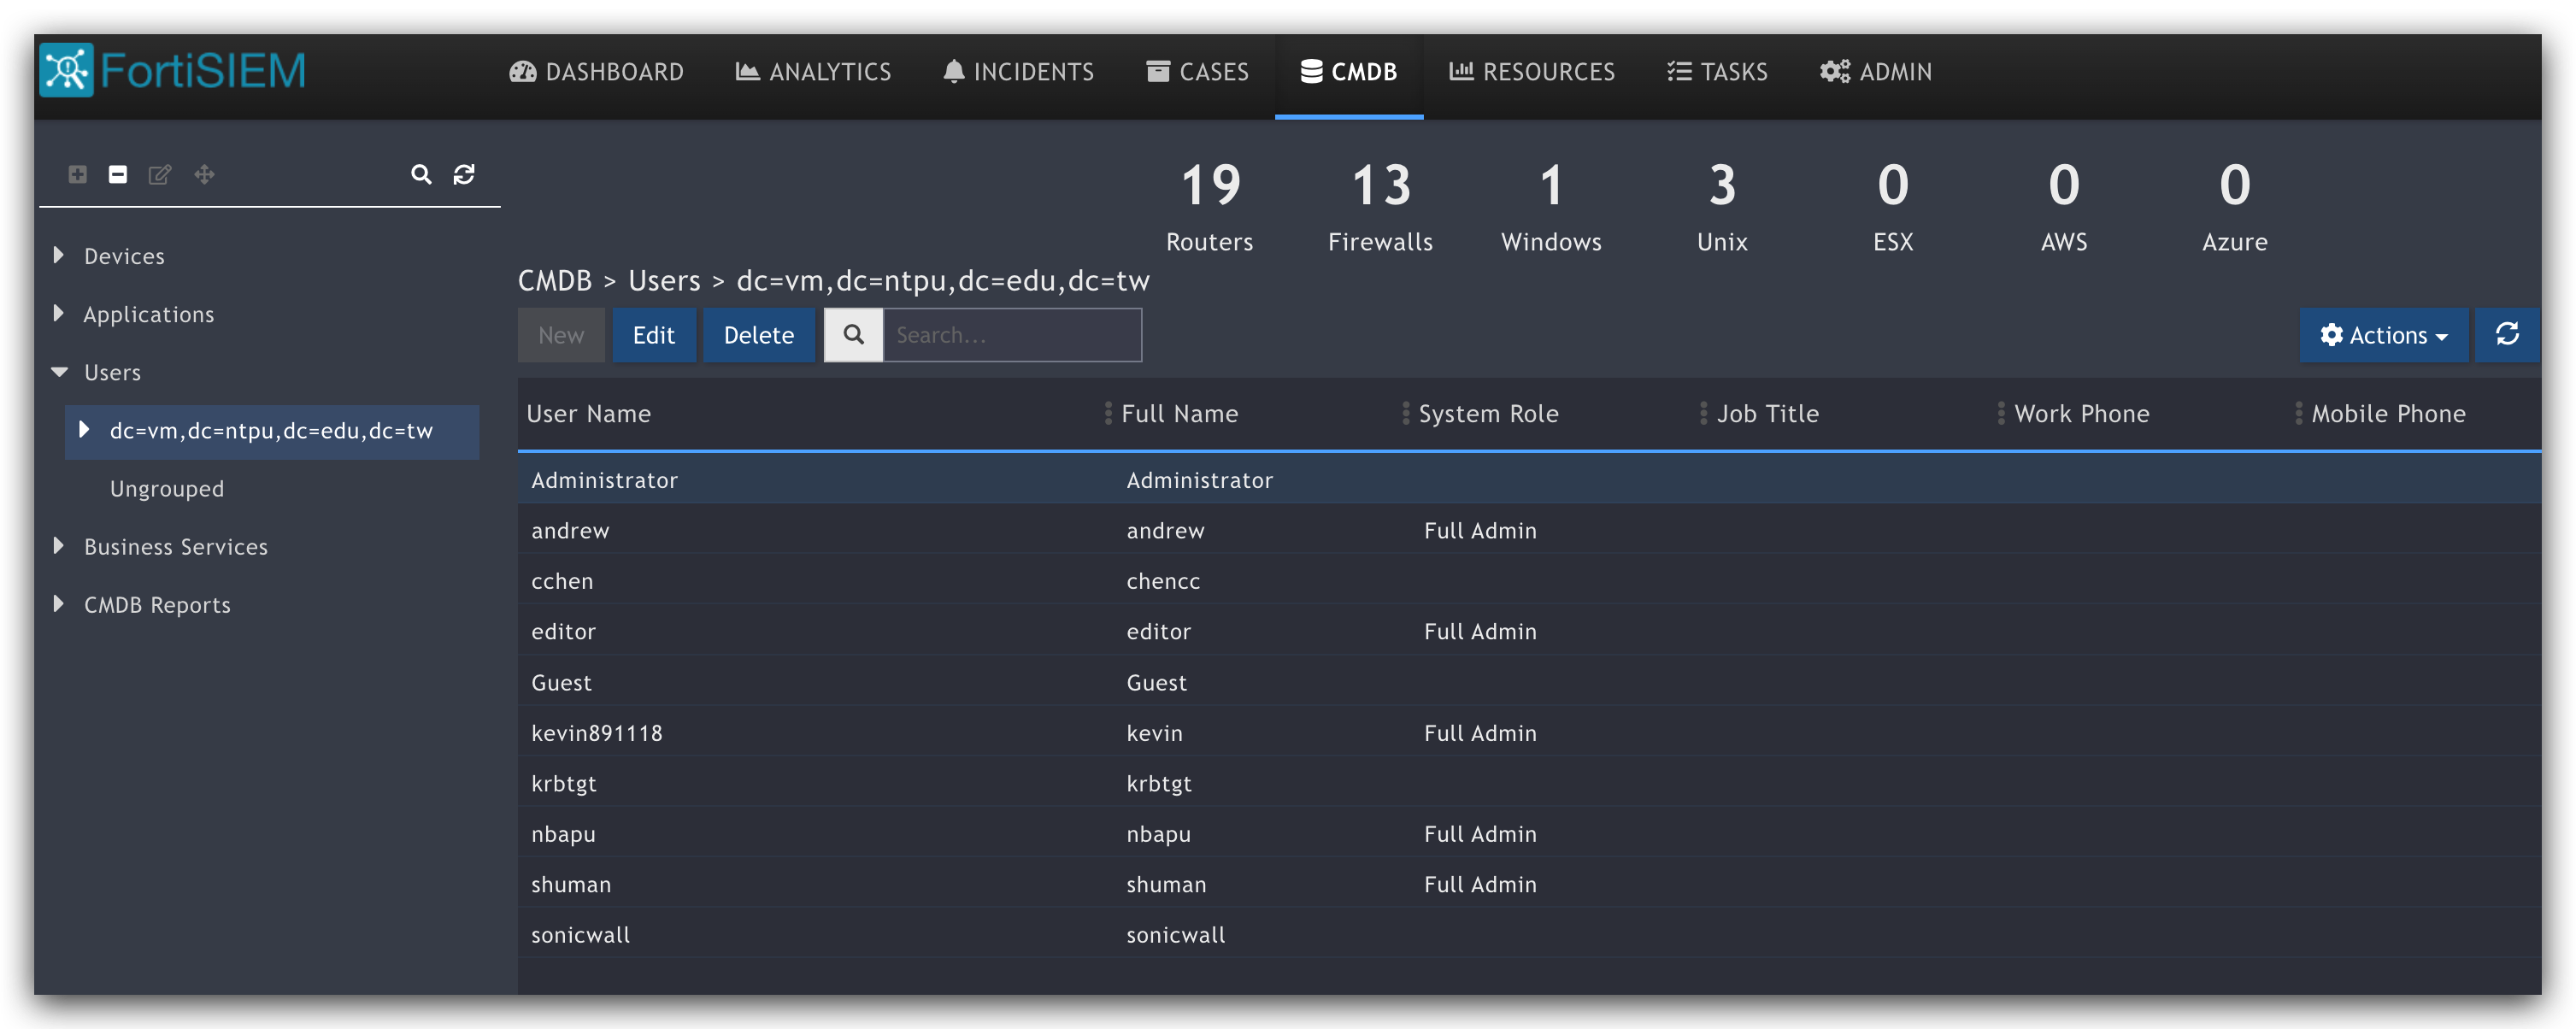 FortiSIEM DASHBOARD ANALYTICS INCIDENTS CASES CMDB RESOURCES TASKS ADMIN
19 13 1 3 0 0 0
Routers Firewalls Windows Unix ESX AWS Azure
Devices
Applications
Users
dc=vm,dc=ntpu,dc=edu,dc=tw
Ungrouped
Business Services
CMDB Reports
CMDB > Users > dc=vm,dc=ntpu,dc=edu,dc=tw
New Edit Delete Search... Actions
User Name Full Name System Role Job Title Work Phone Mobile Phone
Administrator Administrator
andrew andrew Full Admin
cchen chencc
editor editor Full Admin
Guest Guest
kevin891118 kevin Full Admin
krbtgt krbtgt
nbapu nbapu Full Admin
shuman shuman Full Admin
sonicwall sonicwall